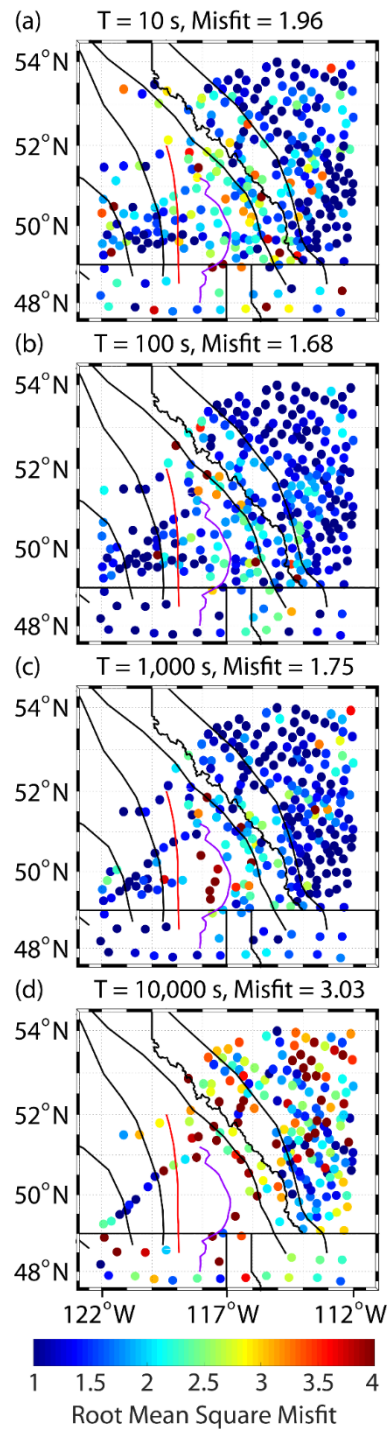 (a) T = 10 s, Misfit = 1.96
54°N
52°N
50°N
48°N
(b) T = 100 s, Misfit = 1.68
54°N
52°N
50°N
48°N
(c) T = 1,000 s, Misfit = 1.75
54°N
52°N
50°N
48°N
(d) T = 10,000 s, Misfit = 3.03
54°N
52°N
50°N
48°N
122°W 117°W 112°W
1 1.5 2 2.5 3 3.5 4
Root Mean Square Misfit